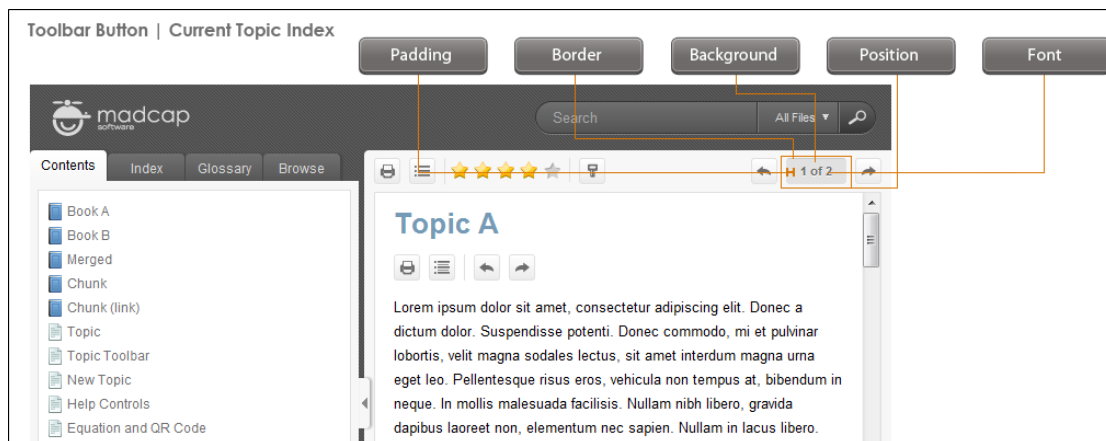 Toolbar Button | Current Topic Index
Padding
Border
Background
Position
Font
madcap
software
Search
All Files
Contents
Index
Glossary
Browse
1 of 2
Book A
Book B
Merged
Chunk
Chunk (link)
Topic
Topic Toolbar
New Topic
Help Controls
Equation and QR Code
Topic A
Lorem ipsum dolor sit amet, consectetur adipiscing elit. Donec a
dictum dolor. Suspendisse potenti. Donec commodo, mi et pulvinar
lobortis, velit magna sodales lectus, sit amet interdum magna urna
eget leo. Pellentesque risus eros, vehicula non tempus at, bibendum in
neque. In mollis malesuada facilisis. Nullam nibh libero, gravida
dapibus laoreet non, elementum nec sapien. Nullam in lacus libero.